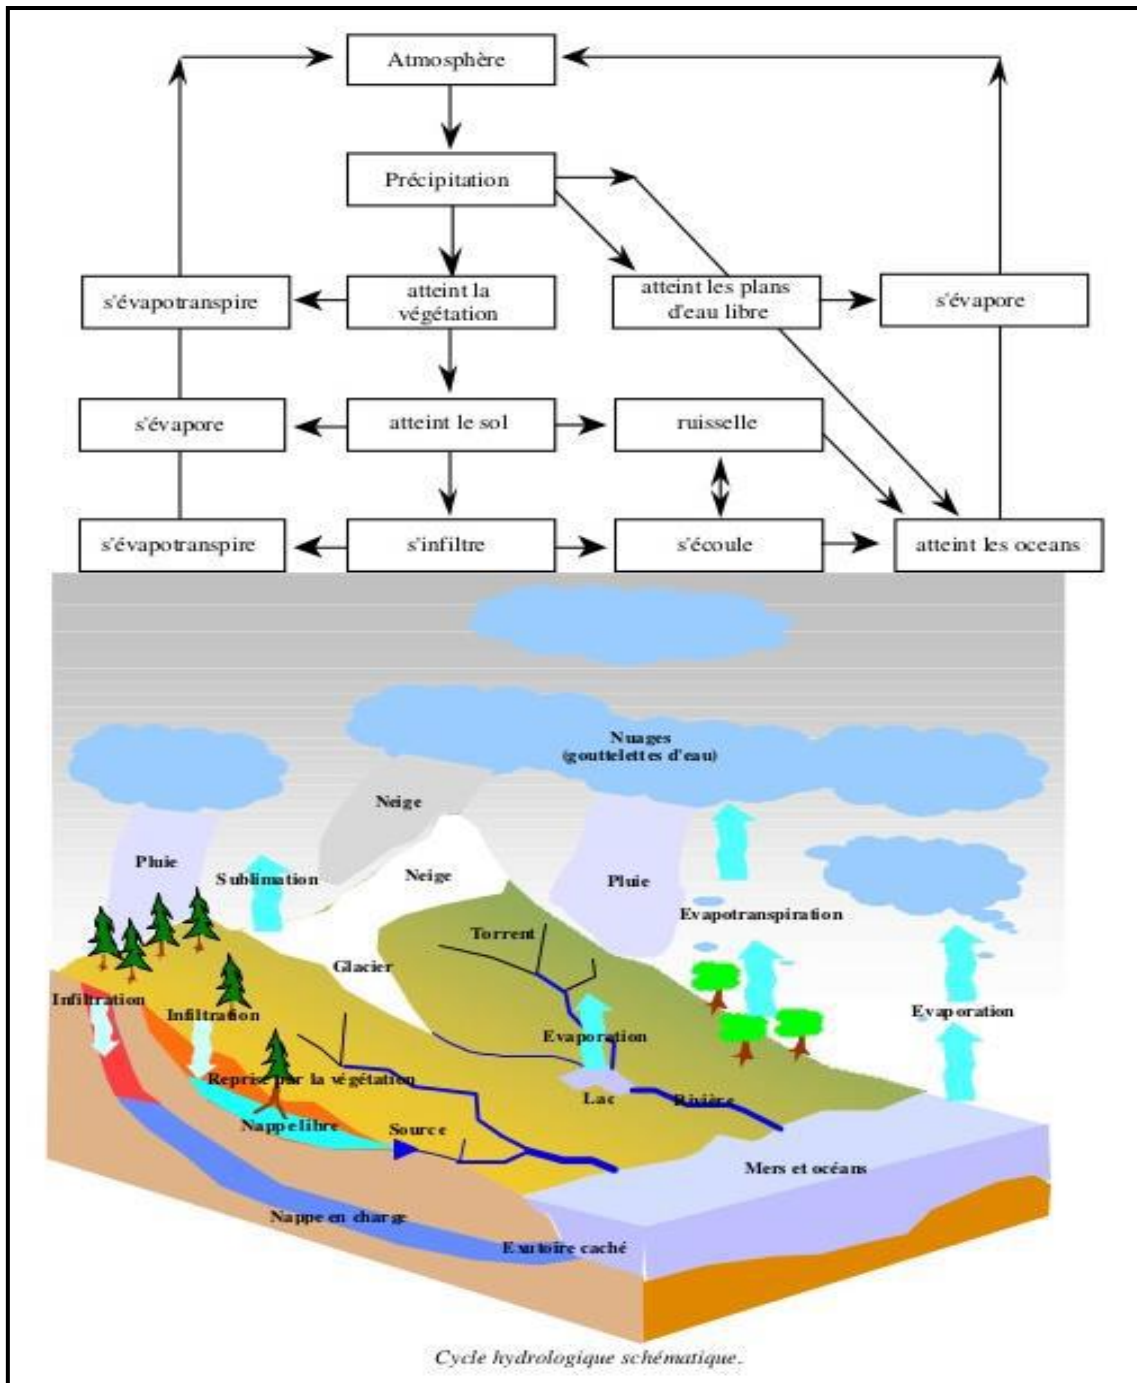 Atmosphère
Précipitation
s'évapotranspire
atteint la
végétation
atteint les plans
d'eau libre
s'évapore
s'évapore
atteint le sol
ruisselle
s'évapotranspire
s'infiltre
s'écoule
atteint les oceans
Nuages
(gouttelettes d'eau)
Neige
Pluie
Sublimation
Neige
Pluie
Evapotranspiration
Torrent
Glacier
Infiltration
Infiltration
Evaporation
Evaporation
Reprise par la végétation
Lac
Rivière
Nappe libre
Source
Mers et océans
Nappe en charge
Exutoire caché
Cycle hydrologique schématique.